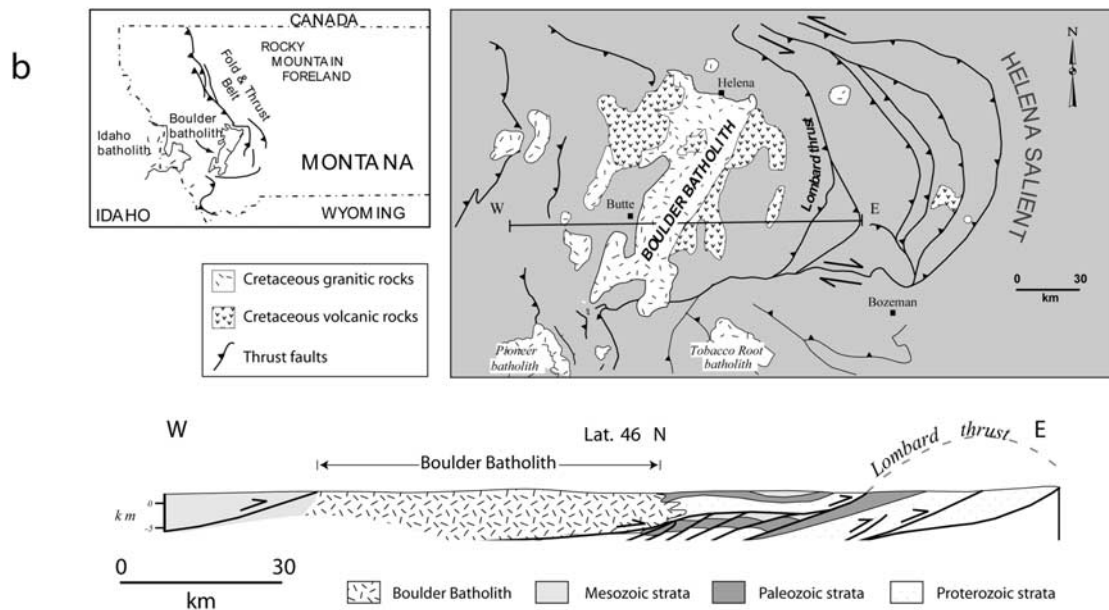 b
CANADA
ROCKY
MOUNTAIN
FORELAND
Fold & Thrust
Belt
Boulder
batholith
Idaho
batholith
MONTANA
IDAHO
WYOMING
Cretaceous granitic rocks
Cretaceous volcanic rocks
Thrust faults
N
Helena
HELENA SALIENT
BOULDER BATHOLITH
Lombard thrust
W
Butte
E
0 30
km
Bozeman
Pioneer
batholith
Tobacco Root
batholith
W
Lat. 46 N
Lombard thrust
E
Boulder Batholith
0
km
-5
0 30
km
Boulder Batholith
Mesozoic strata
Paleozoic strata
Proterozoic strata